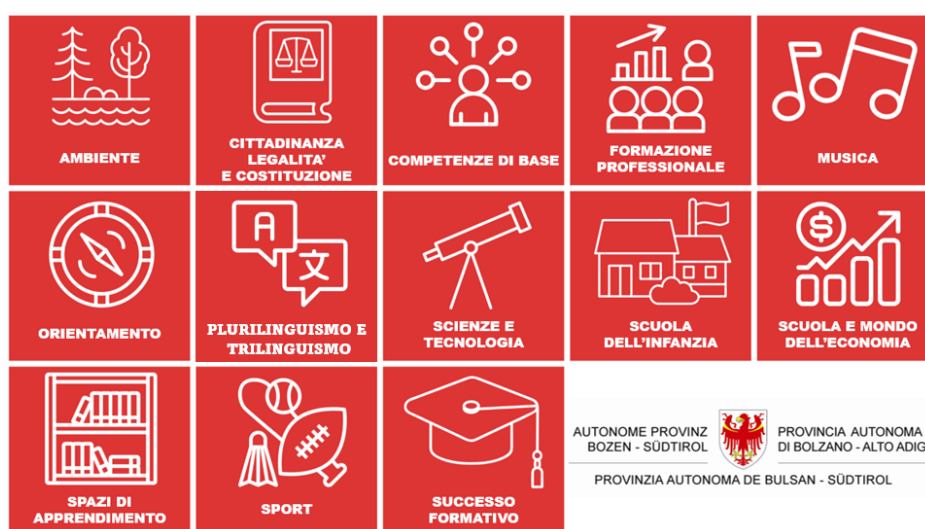 AMBIENTE
CITTADINANZA
LEGALITA'
E COSTITUZIONE
COMPETENZE DI BASE
FORMAZIONE
PROFESSIONALE
MUSICA
ORIENTAMENTO
A
文
PLURILINGUISMO E
TRILINGUISMO
SCIENZE E
TECNOLOGIA
SCUOLA
DELL'INFANZIA
$
SCUOLA E MONDO
DELL'ECONOMIA
SPAZI DI
APPRENDIMENTO
SPORT
SUCCESSO
FORMATIVO
AUTONOME PROVINZ
BOZEN - SÜDTIROL
PROVINCIA AUTONOMA
DI BOLZANO - ALTO ADIG
PROVINZIA AUTONOMA DE BULSAN - SÜDTIROL